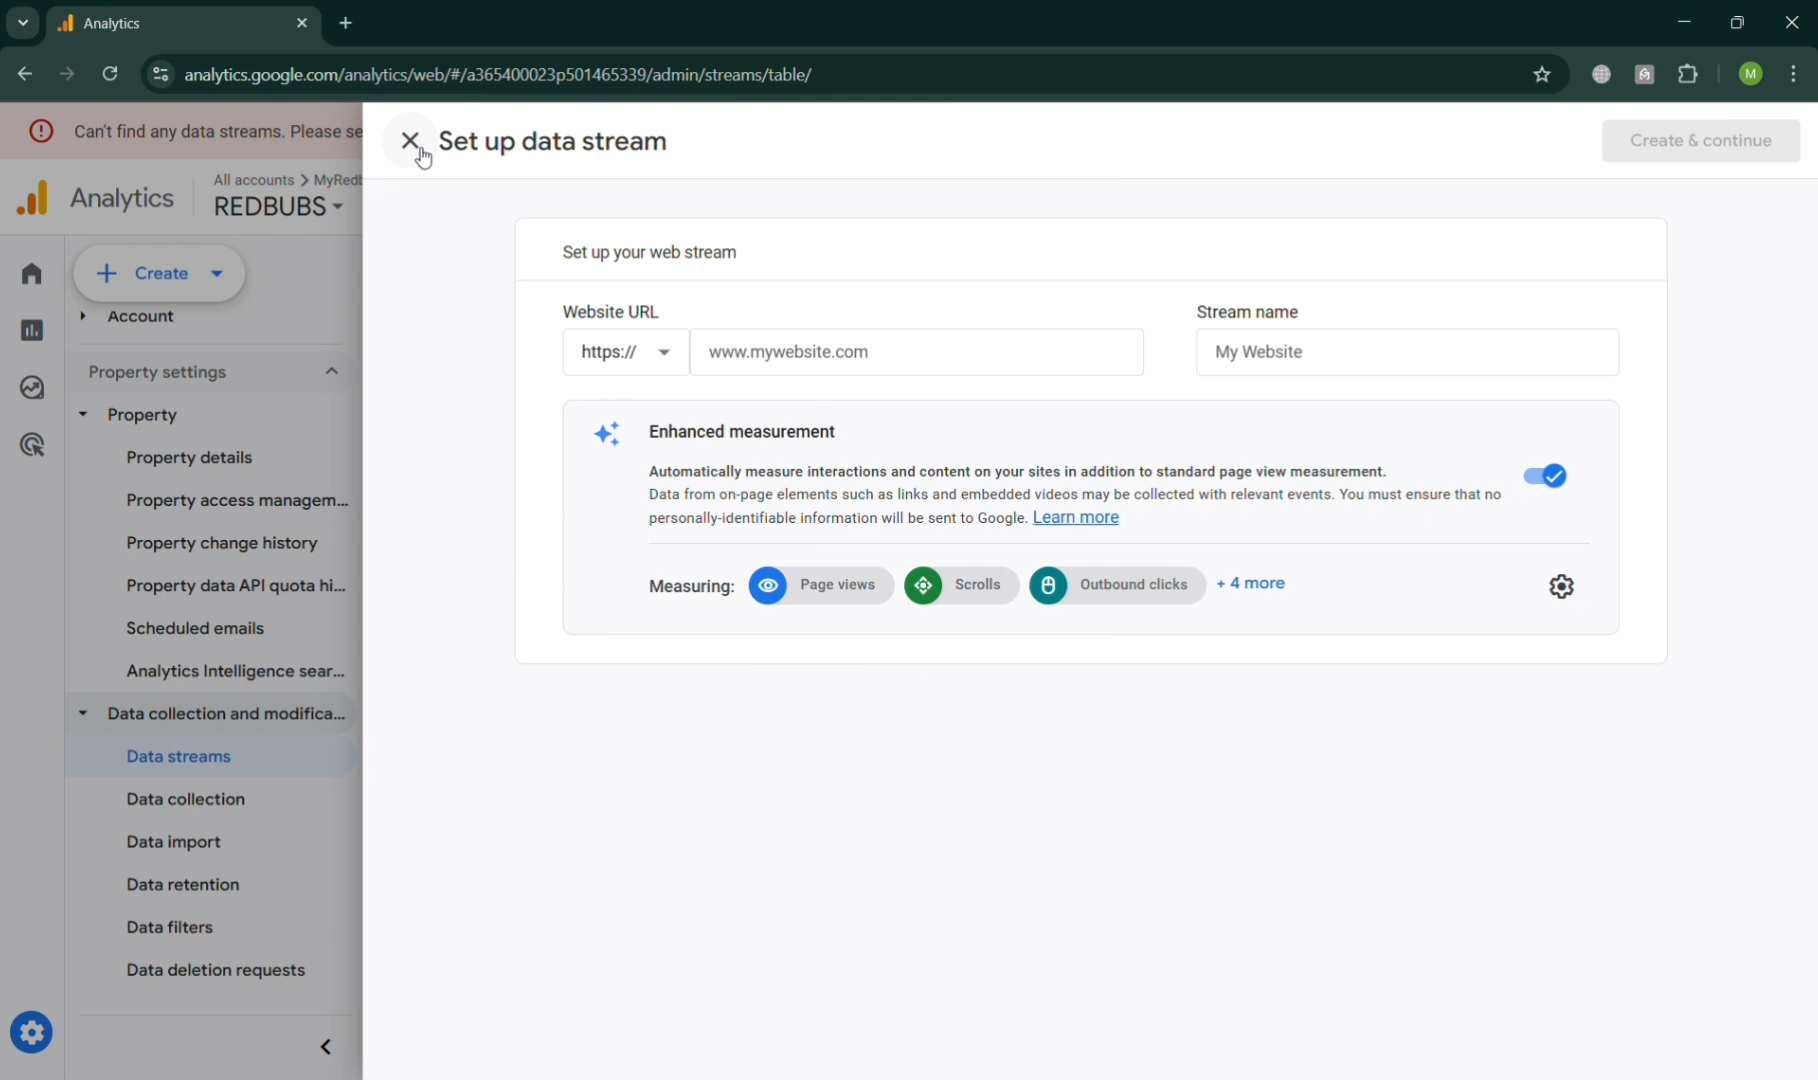 Analytics
analytics.google.com/analytics/web/#/a365400023p501465339/admin/streams/table/
M
Can't find any data streams. Please se
Set up data stream
Create & continue
Analytics
All accounts > MyRedb
REDBUBS
Create
Account
Property settings
Property
Property details
Property access managem...
Property change history
Property data API quota hi...
Scheduled emails
Analytics Intelligence sear...
Data collection and modifica...
Data streams
Data collection
Data import
Data retention
Data filters
Data deletion requests
Set up your web stream
Website URL
Stream name
https://
www.mywebsite.com
My Website
Enhanced measurement
Automatically measure interactions and content on your sites in addition to standard page view measurement.
Data from on-page elements such as links and embedded videos may be collected with relevant events. You must ensure that no
personally-identifiable information will be sent to Google. Learn more
Measuring:
Page views
Scrolls
Outbound clicks
+ 4 more